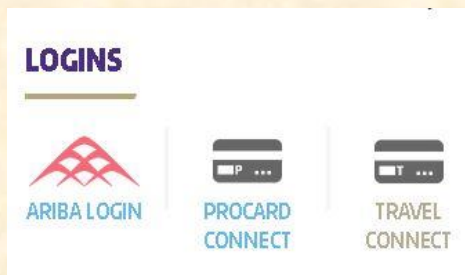 LOGINS
P ...
T ...
ARIBA LOGIN
PROCARD
CONNECT
TRAVEL
CONNECT